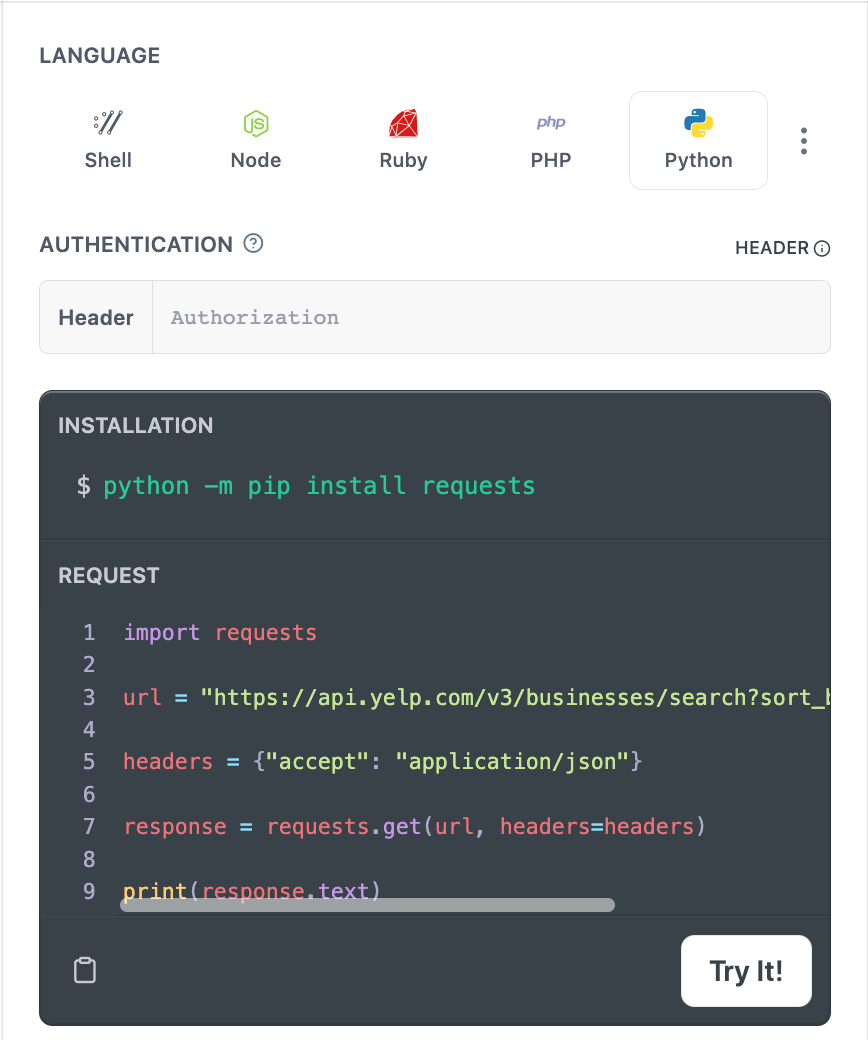 LANGUAGE
Shell
Node
Ruby
php
PHP
Python
AUTHENTICATION ?
HEADER
Header
Authorization
INSTALLATION
$ python -m pip install requests
REQUEST
1 import requests
2
3 url = "https://api.yelp.com/v3/businesses/search?sort_b
4
5 headers = {"accept": "application/json"}
6
7 response = requests.get(url, headers=headers)
8
9 print(response.text)
Try It!